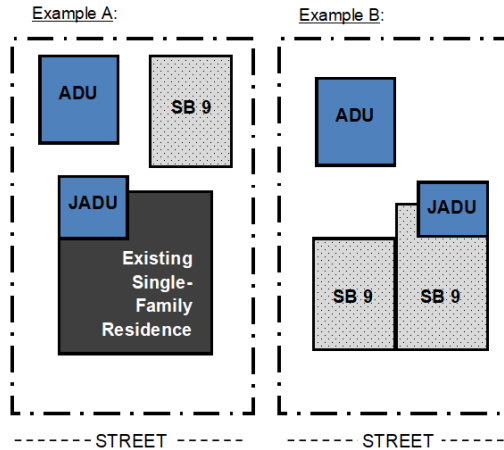 Example A:
Example B:
ADU
SB 9
ADU
JADU
JADU
Existing
Single-
Family
Residence
SB 9
SB 9
STREET
STREET